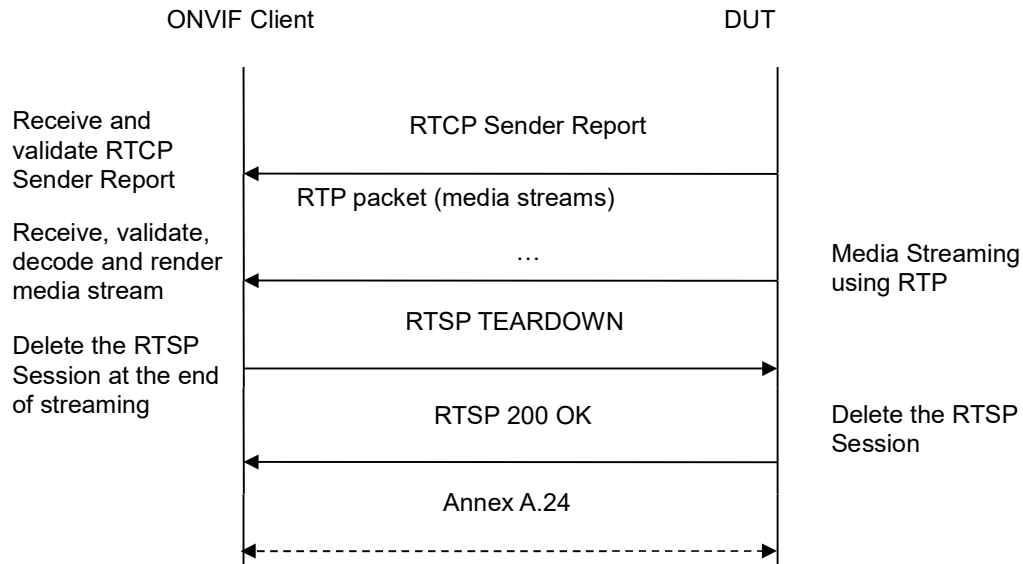 ONVIF Client
DUT
Receive and
validate RTCP
Sender Report
RTCP Sender Report
RTP packet (media streams)
Receive, validate,
decode and render
media stream
…
Media Streaming
using RTP
RTSP TEARDOWN
Delete the RTSP
Session at the end
of streaming
RTSP 200 OK
Delete the RTSP
Session
Annex A.24